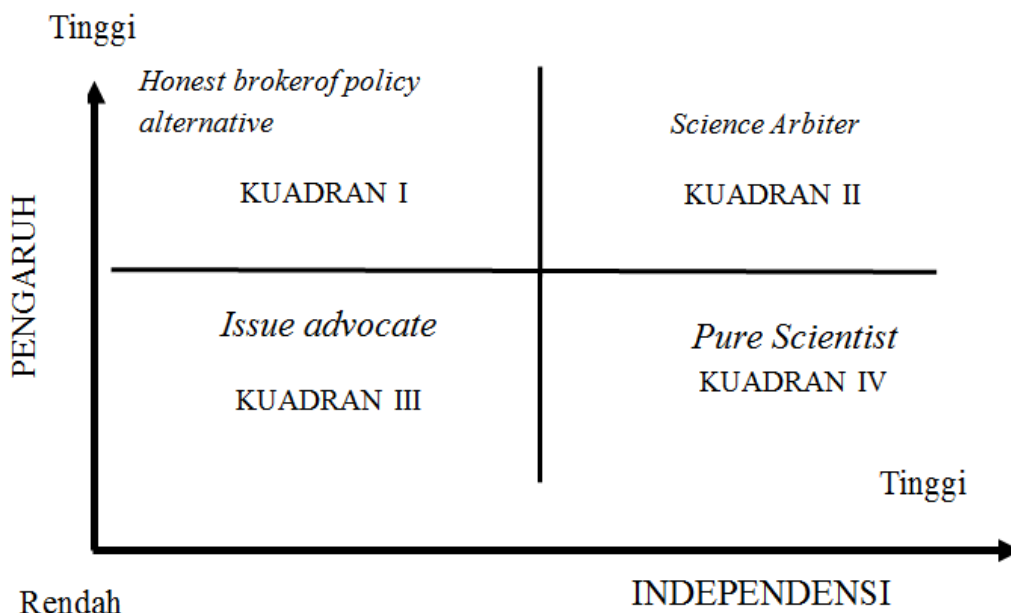 Tinggi
Honest brokerof policy
alternative
KUADRAN I
Science Arbiter
KUADRAN II
PENGARUH
Issue advocate
KUADRAN III
Pure Scientist
KUADRAN IV
Tinggi
Rendah
INDEPENDENSI